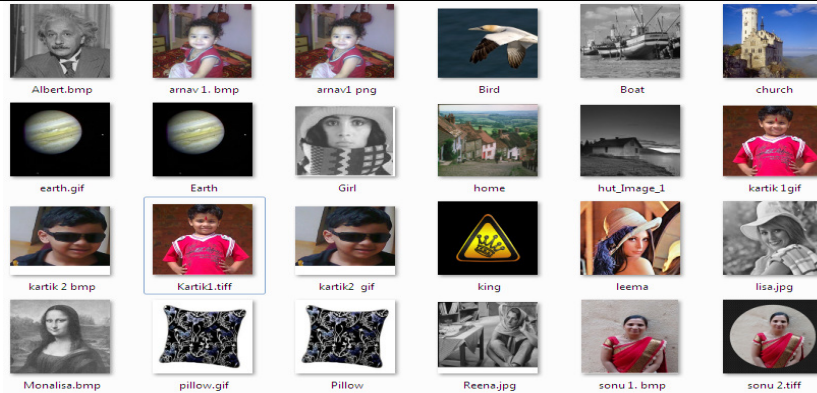 Albert.bmp
arnav 1. bmp
arnav1 png
Bird
Boat
church
earth.gif
Earth
Girl
home
hut_Image_1
kartik 1gif
kartik 2 bmp
Kartik1.tiff
kartik2 gif
king
leema
lisa.jpg
Monalisa.bmp
pillow.gif
Pillow
Reena.jpg
sonu 1. bmp
sonu 2.tiff